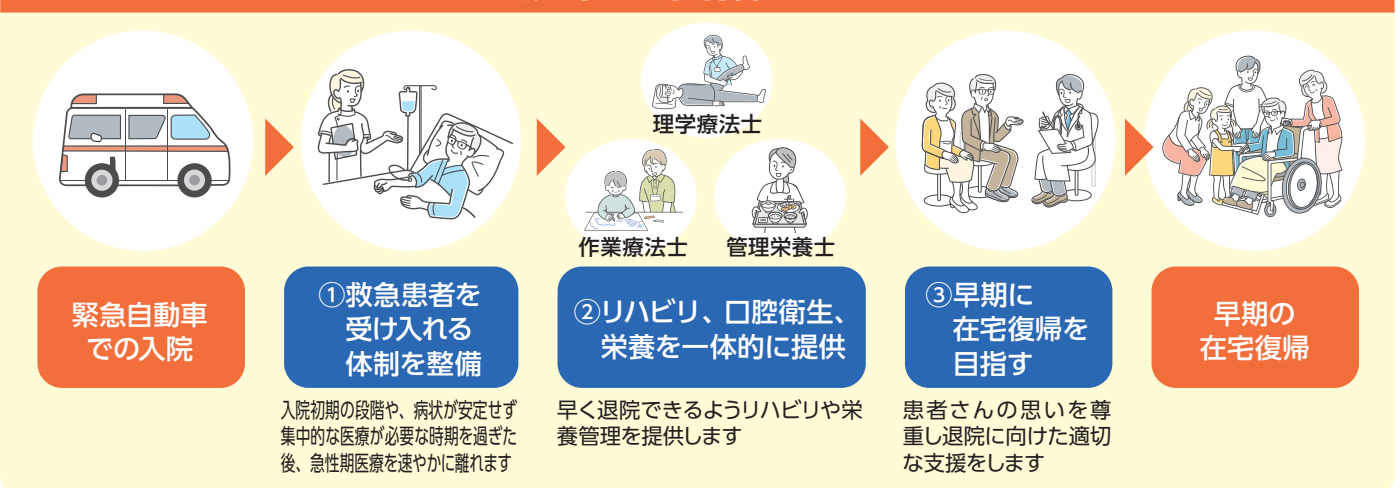 理学療法士
作業療法士
管理栄養士
緊急自動車
での入院
①救急患者を
受け入れる
体制を整備
入院初期の段階や、病状が安定せず
集中的な医療が必要な時期を過ぎた
後、急性期医療を速やかに離れます
②リハビリ、口腔衛生、
栄養を一体的に提供
早く退院できるようリハビリや栄
養管理を提供します
③早期に
在宅復帰を
目指す
患者さんの思いを尊
重し退院に向けた適切
な支援をします
早期の
在宅復帰